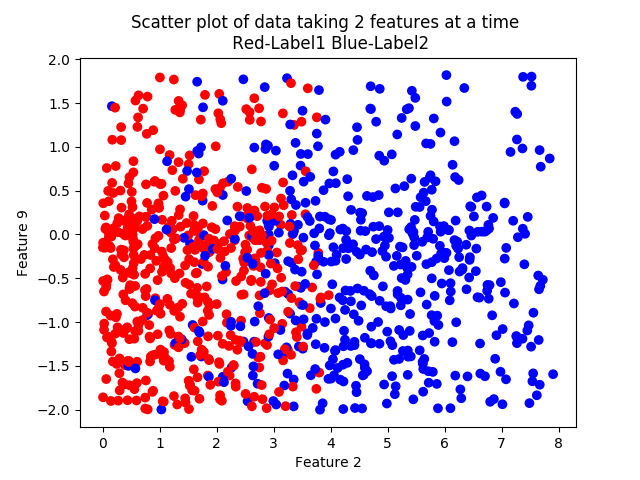 Scatter plot of data taking 2 features at a time
Red-Label1 Blue-Label2
2.0
1.5
1.0
0.5
0.0
−0.5
−1.0
−1.5
−2.0
Feature 9
0 1 2 3 4 5 6 7 8
Feature 2